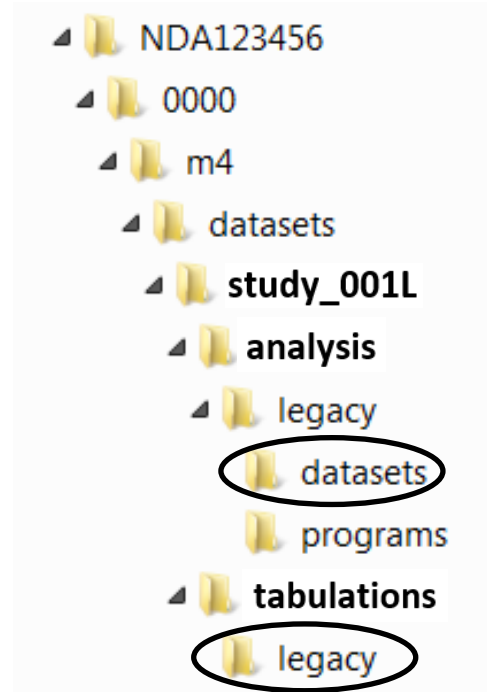 NDA123456
0000
m4
datasets
study_001L
analysis
legacy
datasets
programs
tabulations
legacy